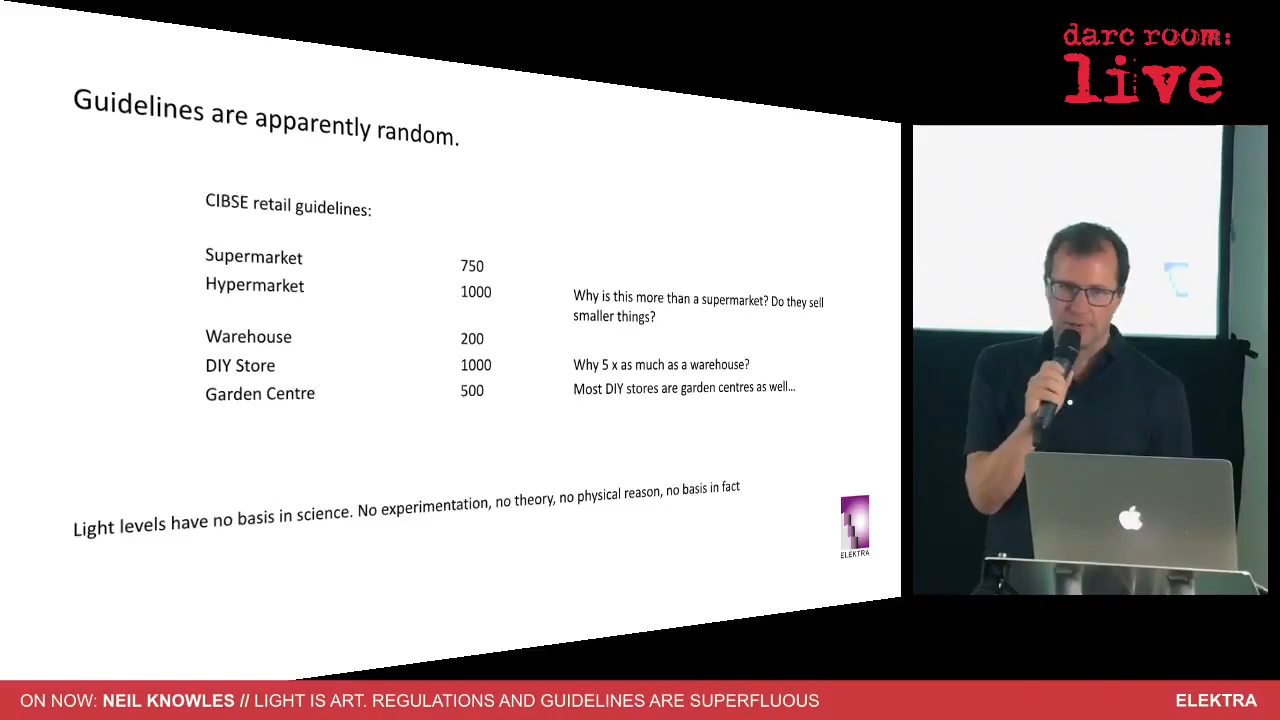 darc room:
live
Guidelines are apparently random.
CIBSE retail guidelines:
Supermarket 750
Hypermarket 1000 Why is this more than a supermarket? Do they sell
smaller things?
Warehouse 200
DIY Store 1000 Why 5 x as much as a warehouse?
Garden Centre 500 Most DIY stores are garden centres as well...
Light levels have no basis in science. No experimentation, no theory, no physical reason, no basis in fact
ELEKTRA
ON NOW: NEIL KNOWLES // LIGHT IS ART. REGULATIONS AND GUIDELINES ARE SUPERFLUOUS ELEKTRA